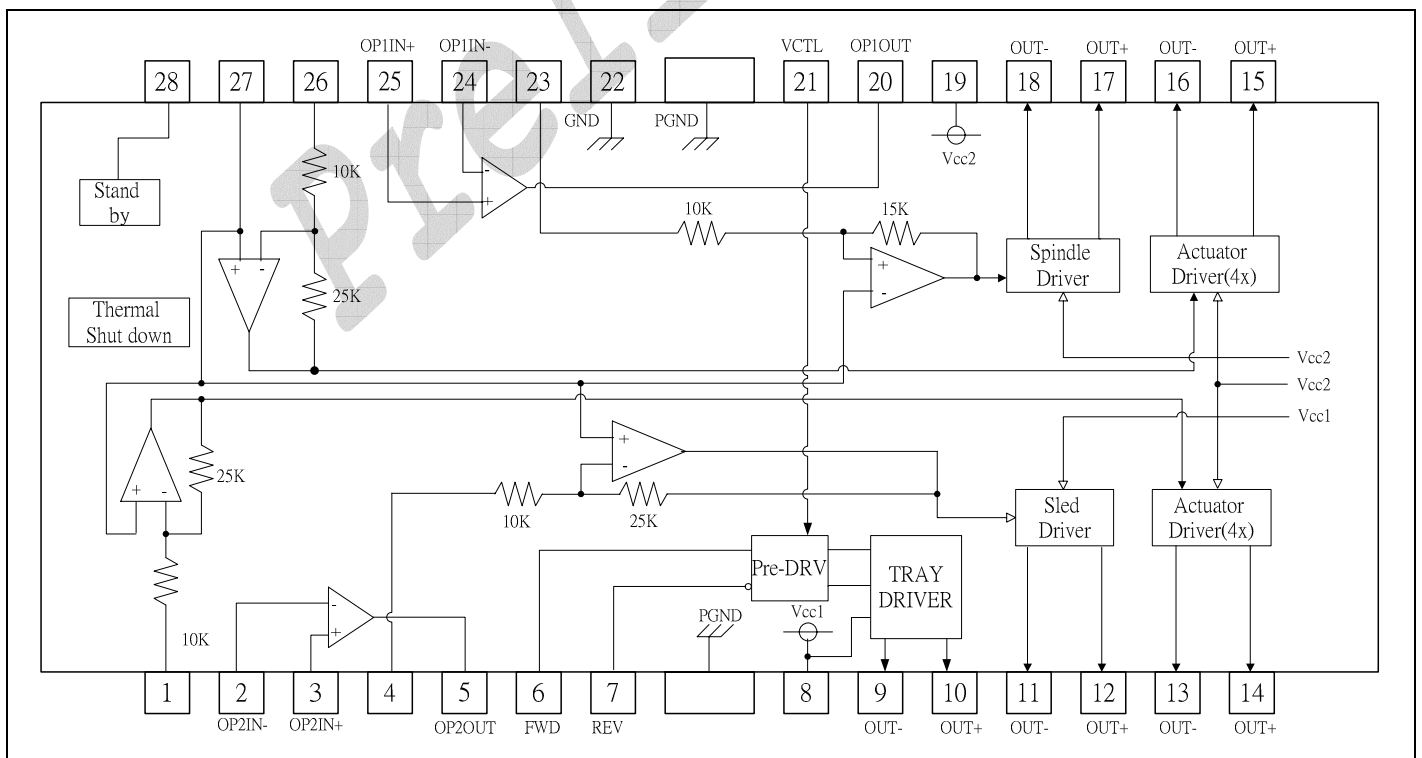 OP1IN+ OP1IN- VCTL OP1OUT OUT- OUT+ OUT- OUT+
28 27 26 25 24 23 22 21 20 19 18 17 16 15
GND PGND
Vcc2
Stand
by
10K
10K 15K
+ -
-
+
+
-
Spindle
Driver
Actuator
Driver(4x)
25K
Thermal
Shut down
Vcc2
Vcc2
Vcc1
+
-
25K
+ -
10K 25K
Sled
Driver
Actuator
Driver(4x)
Pre-DRV
TRAY
DRIVER
-
+
PGND
Vcc1
10K
1 2 3 4 5 6 7 8 9 10 11 12 13 14
OP2IN- OP2IN+ OP2OUT FWD REV OUT- OUT+ OUT- OUT+ OUT- OUT+